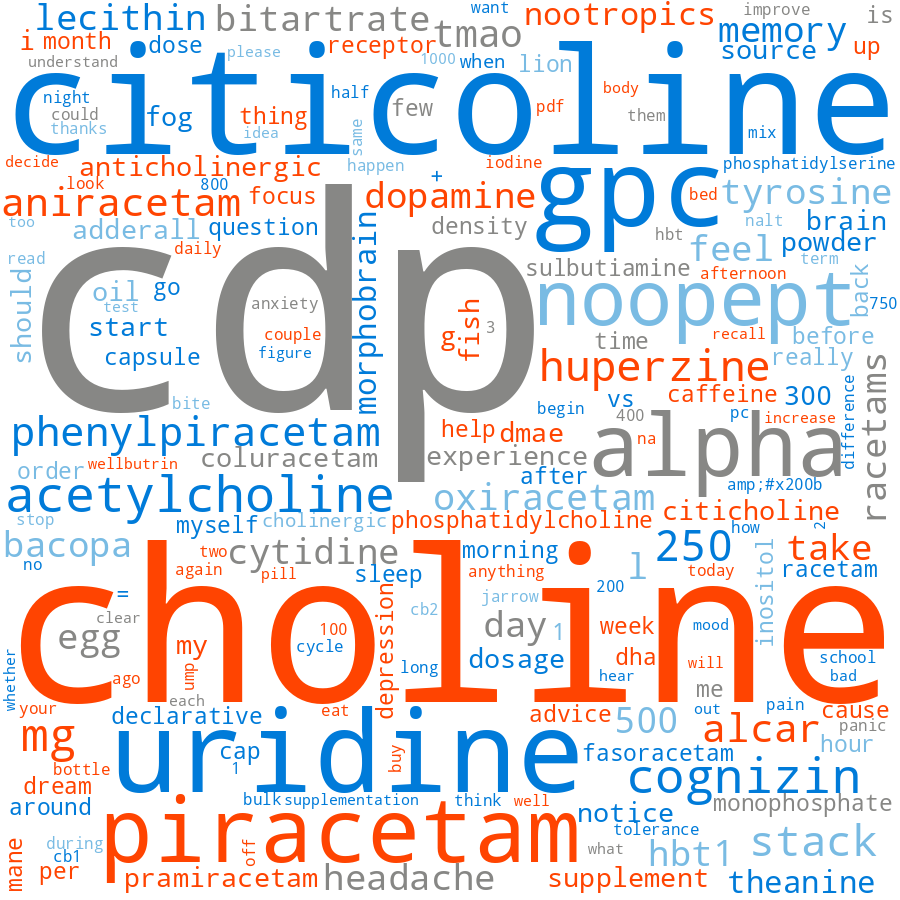 lecithin
bitartrate
tmao
nootropics
want
improve
is
i
month
dose
receptor
memory
source
up
understand
please
1000
when
lion
citicoline
night
could
thanks
fog
thing
idea
half
same
few
pdf
body
them
mix
decide
anticholinergic
happen
iodine
phosphatidylserine
look
800
focus
+
aniracetam
dopamine
gpc
bed
tyrosine
too
adderall
question
density
hbt
nalt
brain
daily
feel
powder
read
should
oil
go
test
cdp
anxiety
morphobrain
sulbutiamine
afternoon
term
back
noopept
750
start
couple
g
fish
3
time
recall
before
capsule
figure
huperzine
really
racetams
bite
caffeine
300
difference
begin
vs
400
pc
increase
phenylpiracetam
help
dmae
na
alpha
order
wellbutrin
coluracetam
experience
after
amp;#x200b
acetylcholine
oxiracetam
stop
myself
cholinergic
phosphatidylcholine
citicholine
how
2
bacopa
no
two
cytidine
morning
250
take
again
pill
sleep
anything
l
today
racetam
inositol
=
cb2
200
jarrow
choline
clear
egg
my
100
cycle
depression
day
1
week
mood
whether
long
dosage
dha
will
school
ago
ump
hear
me
bad
your
each
declarative
eat
out
pain
cause
advice
500
alcar
panic
mg
uridine
cap
1
buy
fasoracetam
hour
bottle
dream
cognizin
around
bulk
supplementation
think
well
notice
monophosphate
piracetam
tolerance
during
cb1
off
what
hbt1
stack
mane
per
pramiracetam
headache
supplement
theanine